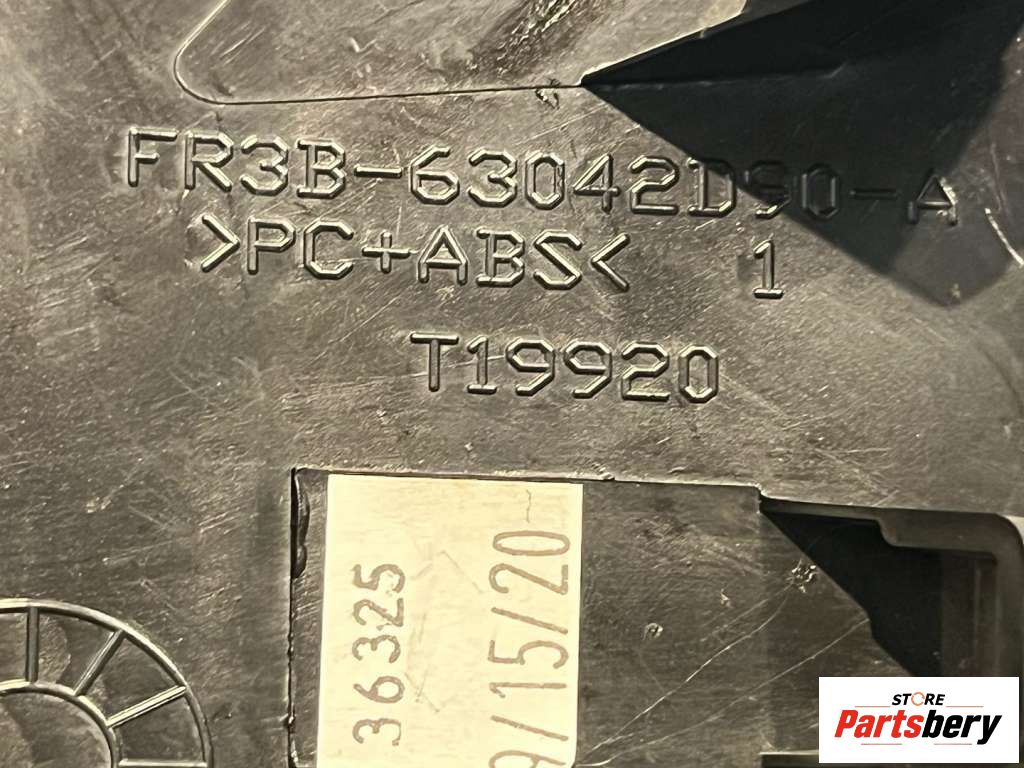 FR3B-63042D90-A
>PC+ABS< 1
T19920
36325
9/15/20
STORE
Partsbery